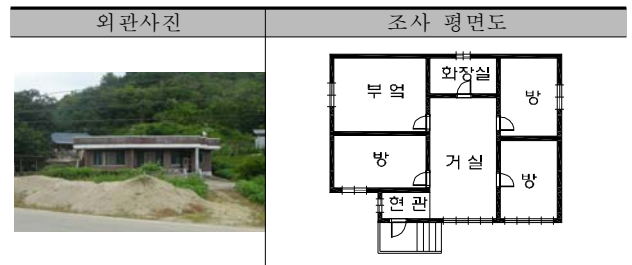 외관사진 조사 평면도
화장실
부 엌 방
방 거 실 방
현 관